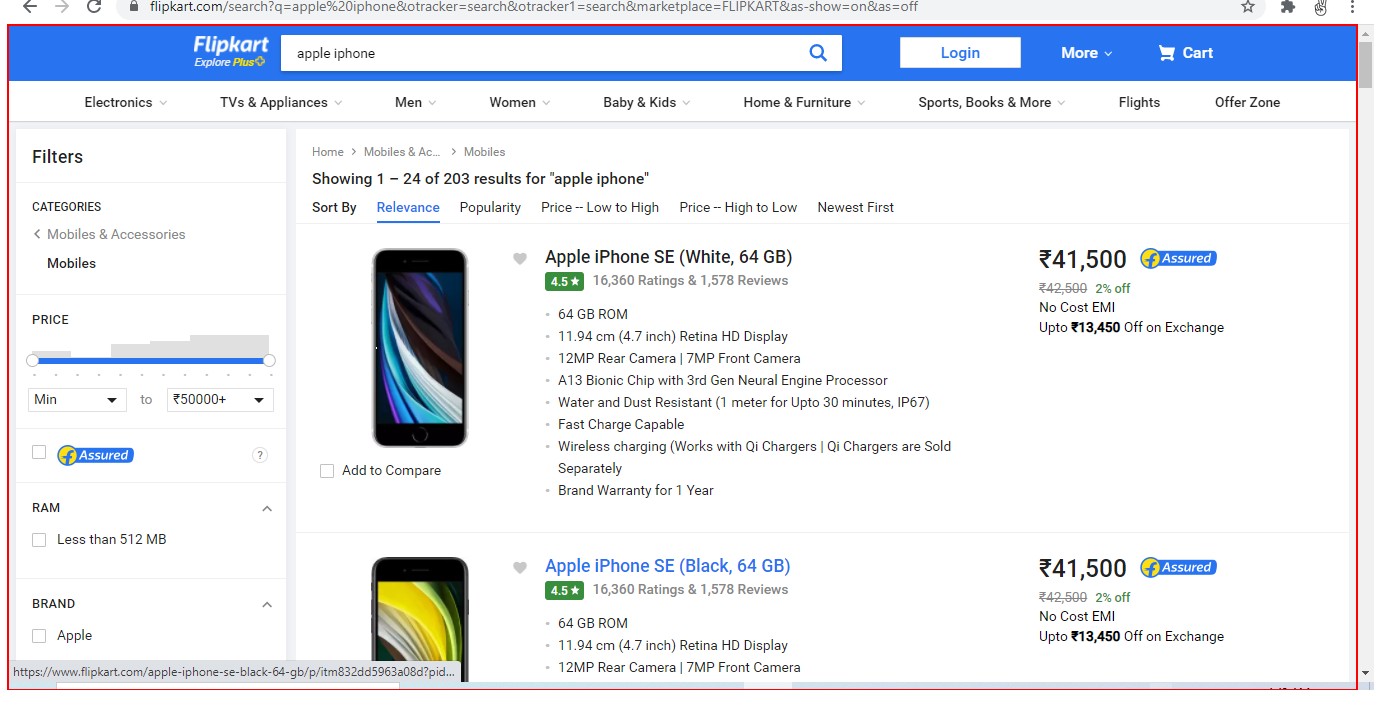 flipkart.com/search?q=apple%20iphone&otracker=search&otracker1=search&marketplace=FLIPKART&as-show=on&as=off
Flipkart
Explore Plus
apple iphone
Login
More
Cart
Electronics
TVs & Appliances
Men
Women
Baby & Kids
Home & Furniture
Sports, Books & More
Flights
Offer Zone
Filters
CATEGORIES
Mobiles & Accessories
Mobiles
PRICE
Min
to
₹50000+
f Assured
?
RAM
Less than 512 MB
BRAND
Apple
Home > Mobiles & Ac... > Mobiles
Showing 1 – 24 of 203 results for "apple iphone"
Sort By Relevance Popularity Price -- Low to High Price -- High to Low Newest First
Apple iPhone SE (White, 64 GB)
4.5★ 16,360 Ratings & 1,578 Reviews
64 GB ROM
11.94 cm (4.7 inch) Retina HD Display
12MP Rear Camera | 7MP Front Camera
A13 Bionic Chip with 3rd Gen Neural Engine Processor
Water and Dust Resistant (1 meter for Upto 30 minutes, IP67)
Fast Charge Capable
Wireless charging (Works with Qi Chargers | Qi Chargers are Sold
Separately
Brand Warranty for 1 Year
Add to Compare
₹41,500 f Assured
₹42,500 2% off
No Cost EMI
Upto ₹13,450 Off on Exchange
Apple iPhone SE (Black, 64 GB)
4.5★ 16,360 Ratings & 1,578 Reviews
64 GB ROM
11.94 cm (4.7 inch) Retina HD Display
12MP Rear Camera | 7MP Front Camera
₹41,500 f Assured
₹42,500 2% off
No Cost EMI
Upto ₹13,450 Off on Exchange
https://www.flipkart.com/apple-iphone-se-black-64-gb/p/itm832dd5963a08d?pid...